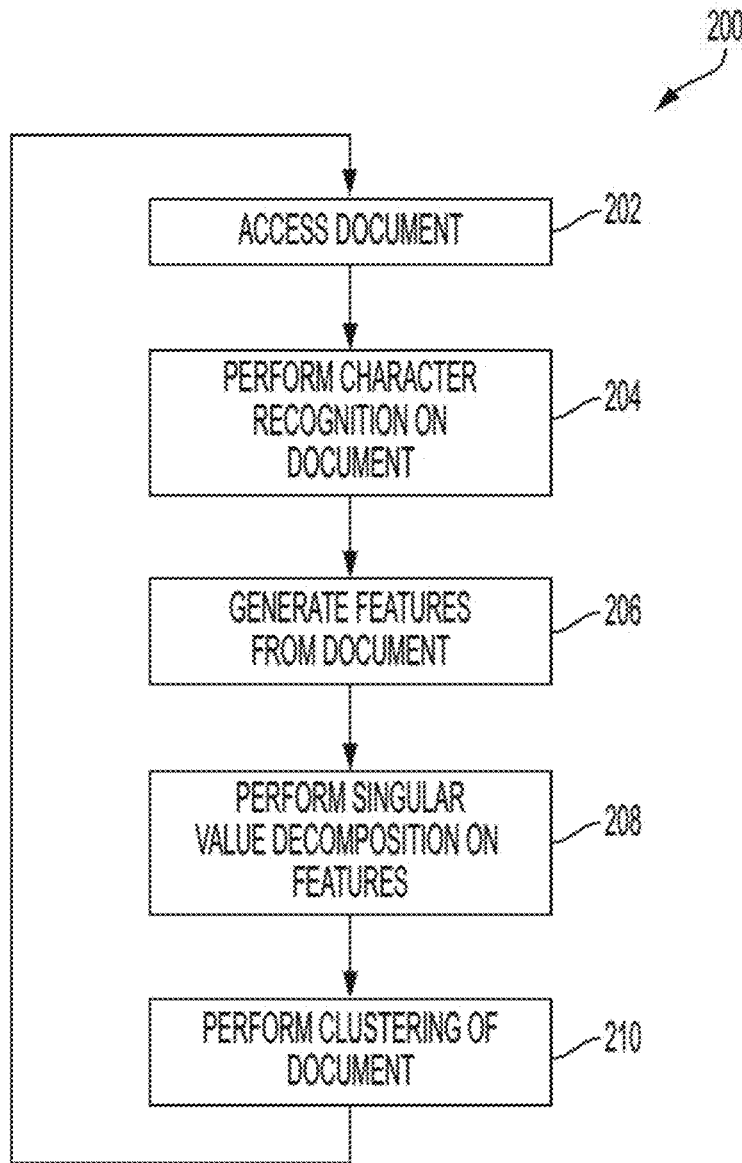 200
ACCESS DOCUMENT
202
PERFORM CHARACTER
RECOGNITION ON
DOCUMENT
204
GENERATE FEATURES
FROM DOCUMENT
206
PERFORM SINGULAR
VALUE DECOMPOSITION ON
FEATURES
208
PERFORM CLUSTERING OF
DOCUMENT
210